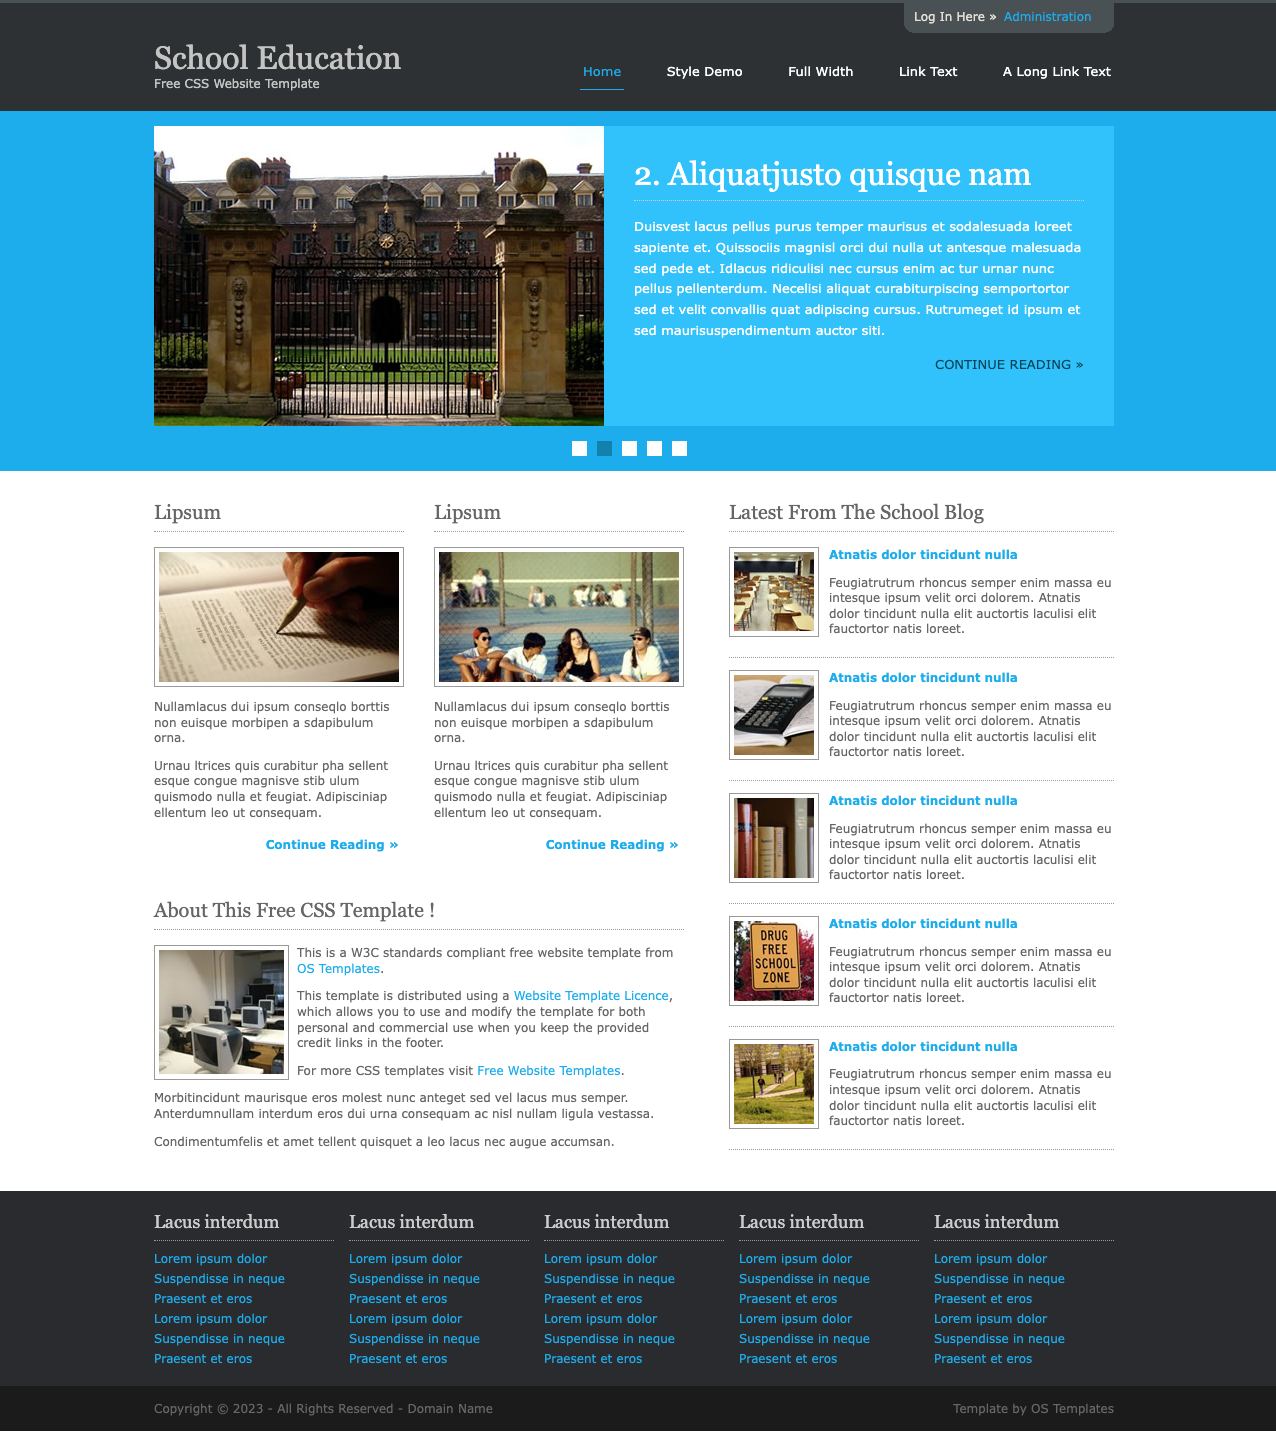 Log In Here » Administration
School Education
Free CSS Website Template
Home
Style Demo
Full Width
Link Text
A Long Link Text
2. Aliquatjusto quisque nam
Duisvest lacus pellus purus temper maurisus et sodalesuada loreet
sapiente et. Quissociis magnisl orci dui nulla ut antesque malesuada
sed pede et. Idlacus ridiculisi nec cursus enim ac tur urnar nunc
pellus pellenterdum. Necelisi aliquat curabiturpiscing semportortor
sed et velit convallis quat adipiscing cursus. Rutrumeget id ipsum et
sed maurisuspendimentum auctor siti.
CONTINUE READING »
Lipsum
Nullamlacus dui ipsum conseqlo borttis
non euisque morbipen a sdapibulum
orna.
Urnau ltrices quis curabitur pha sellent
esque congue magnisve stib ulum
quismodo nulla et feugiat. Adipisciniap
ellentum leo ut consequam.
Continue Reading »
Lipsum
Nullamlacus dui ipsum conseqlo borttis
non euisque morbipen a sdapibulum
orna.
Urnau ltrices quis curabitur pha sellent
esque congue magnisve stib ulum
quismodo nulla et feugiat. Adipisciniap
ellentum leo ut consequam.
Continue Reading »
About This Free CSS Template !
This is a W3C standards compliant free website template from
OS Templates.
This template is distributed using a Website Template Licence,
which allows you to use and modify the template for both
personal and commercial use when you keep the provided
credit links in the footer.
For more CSS templates visit Free Website Templates.
Morbitincidunt maurisque eros molest nunc anteget sed vel lacus mus semper.
Anterdumnullam interdum eros dui urna consequam ac nisl nullam ligula vestassa.
Condimentumfelis et amet tellent quisquet a leo lacus nec augue accumsan.
Latest From The School Blog
Atnatis dolor tincidunt nulla
Feugiatrutrum rhoncus semper enim massa eu
intesque ipsum velit orci dolorem. Atnatis
dolor tincidunt nulla elit auctortis laculisi elit
fauctortor natis loreet.
Atnatis dolor tincidunt nulla
Feugiatrutrum rhoncus semper enim massa eu
intesque ipsum velit orci dolorem. Atnatis
dolor tincidunt nulla elit auctortis laculisi elit
fauctortor natis loreet.
Atnatis dolor tincidunt nulla
Feugiatrutrum rhoncus semper enim massa eu
intesque ipsum velit orci dolorem. Atnatis
dolor tincidunt nulla elit auctortis laculisi elit
fauctortor natis loreet.
DRUG
FREE
SCHOOL
ZONE
Atnatis dolor tincidunt nulla
Feugiatrutrum rhoncus semper enim massa eu
intesque ipsum velit orci dolorem. Atnatis
dolor tincidunt nulla elit auctortis laculisi elit
fauctortor natis loreet.
Atnatis dolor tincidunt nulla
Feugiatrutrum rhoncus semper enim massa eu
intesque ipsum velit orci dolorem. Atnatis
dolor tincidunt nulla elit auctortis laculisi elit
fauctortor natis loreet.
Lacus interdum
Lorem ipsum dolor
Suspendisse in neque
Praesent et eros
Lorem ipsum dolor
Suspendisse in neque
Praesent et eros
Lacus interdum
Lorem ipsum dolor
Suspendisse in neque
Praesent et eros
Lorem ipsum dolor
Suspendisse in neque
Praesent et eros
Lacus interdum
Lorem ipsum dolor
Suspendisse in neque
Praesent et eros
Lorem ipsum dolor
Suspendisse in neque
Praesent et eros
Lacus interdum
Lorem ipsum dolor
Suspendisse in neque
Praesent et eros
Lorem ipsum dolor
Suspendisse in neque
Praesent et eros
Lacus interdum
Lorem ipsum dolor
Suspendisse in neque
Praesent et eros
Lorem ipsum dolor
Suspendisse in neque
Praesent et eros
Copyright © 2023 - All Rights Reserved - Domain Name
Template by OS Templates